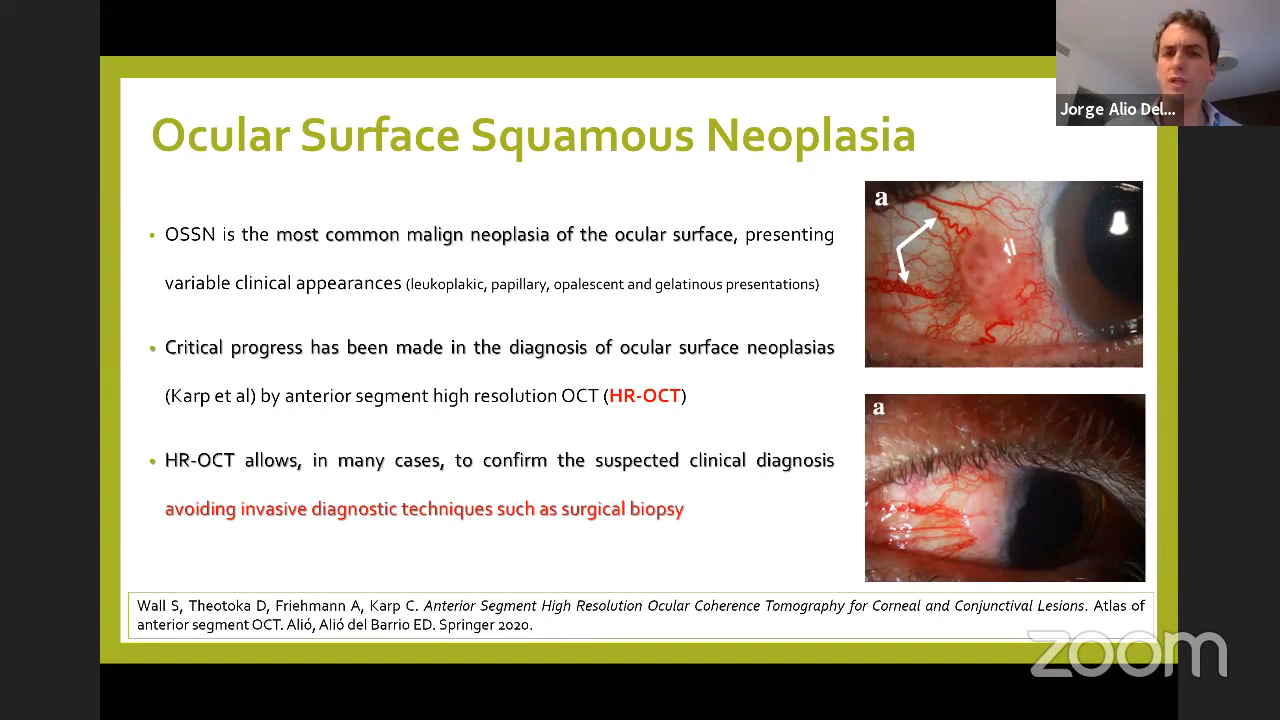 Jorge Alio Del...
Ocular Surface Squamous Neoplasia
a
• OSSN is the most common malign neoplasia of the ocular surface, presenting
variable clinical appearances (leukoplakic, papillary, opalescent and gelatinous presentations)
• Critical progress has been made in the diagnosis of ocular surface neoplasias
(Karp et al) by anterior segment high resolution OCT (HR-OCT)
a
• HR-OCT allows, in many cases, to confirm the suspected clinical diagnosis
avoiding invasive diagnostic techniques such as surgical biopsy
Wall S, Theotoka D, Friehmann A, Karp C. Anterior Segment High Resolution Ocular Coherence Tomography for Corneal and Conjunctival Lesions. Atlas of
anterior segment OCT. Alió, Alió del Barrio ED. Springer 2020.
zoom